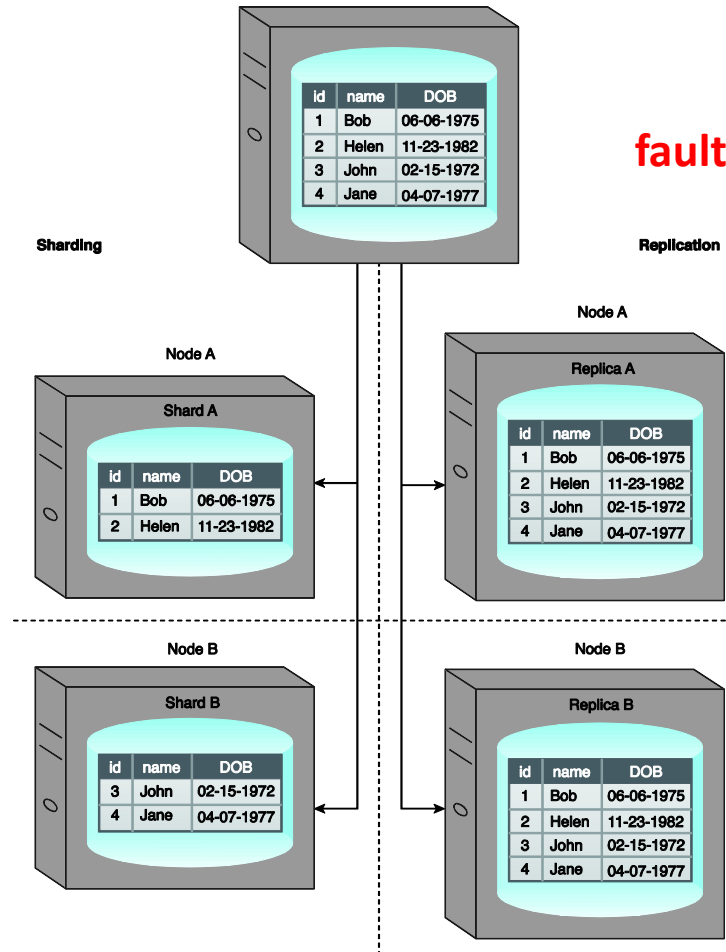 id name DOB
1 Bob 06-06-1975
2 Helen 11-23-1982
3 John 02-15-1972
4 Jane 04-07-1977
fault
Sharding
Replication
Node A
Shard A
id name DOB
1 Bob 06-06-1975
2 Helen 11-23-1982
Node A
Replica A
id name DOB
1 Bob 06-06-1975
2 Helen 11-23-1982
3 John 02-15-1972
4 Jane 04-07-1977
Node B
Shard B
id name DOB
3 John 02-15-1972
4 Jane 04-07-1977
Node B
Replica B
id name DOB
1 Bob 06-06-1975
2 Helen 11-23-1982
3 John 02-15-1972
4 Jane 04-07-1977